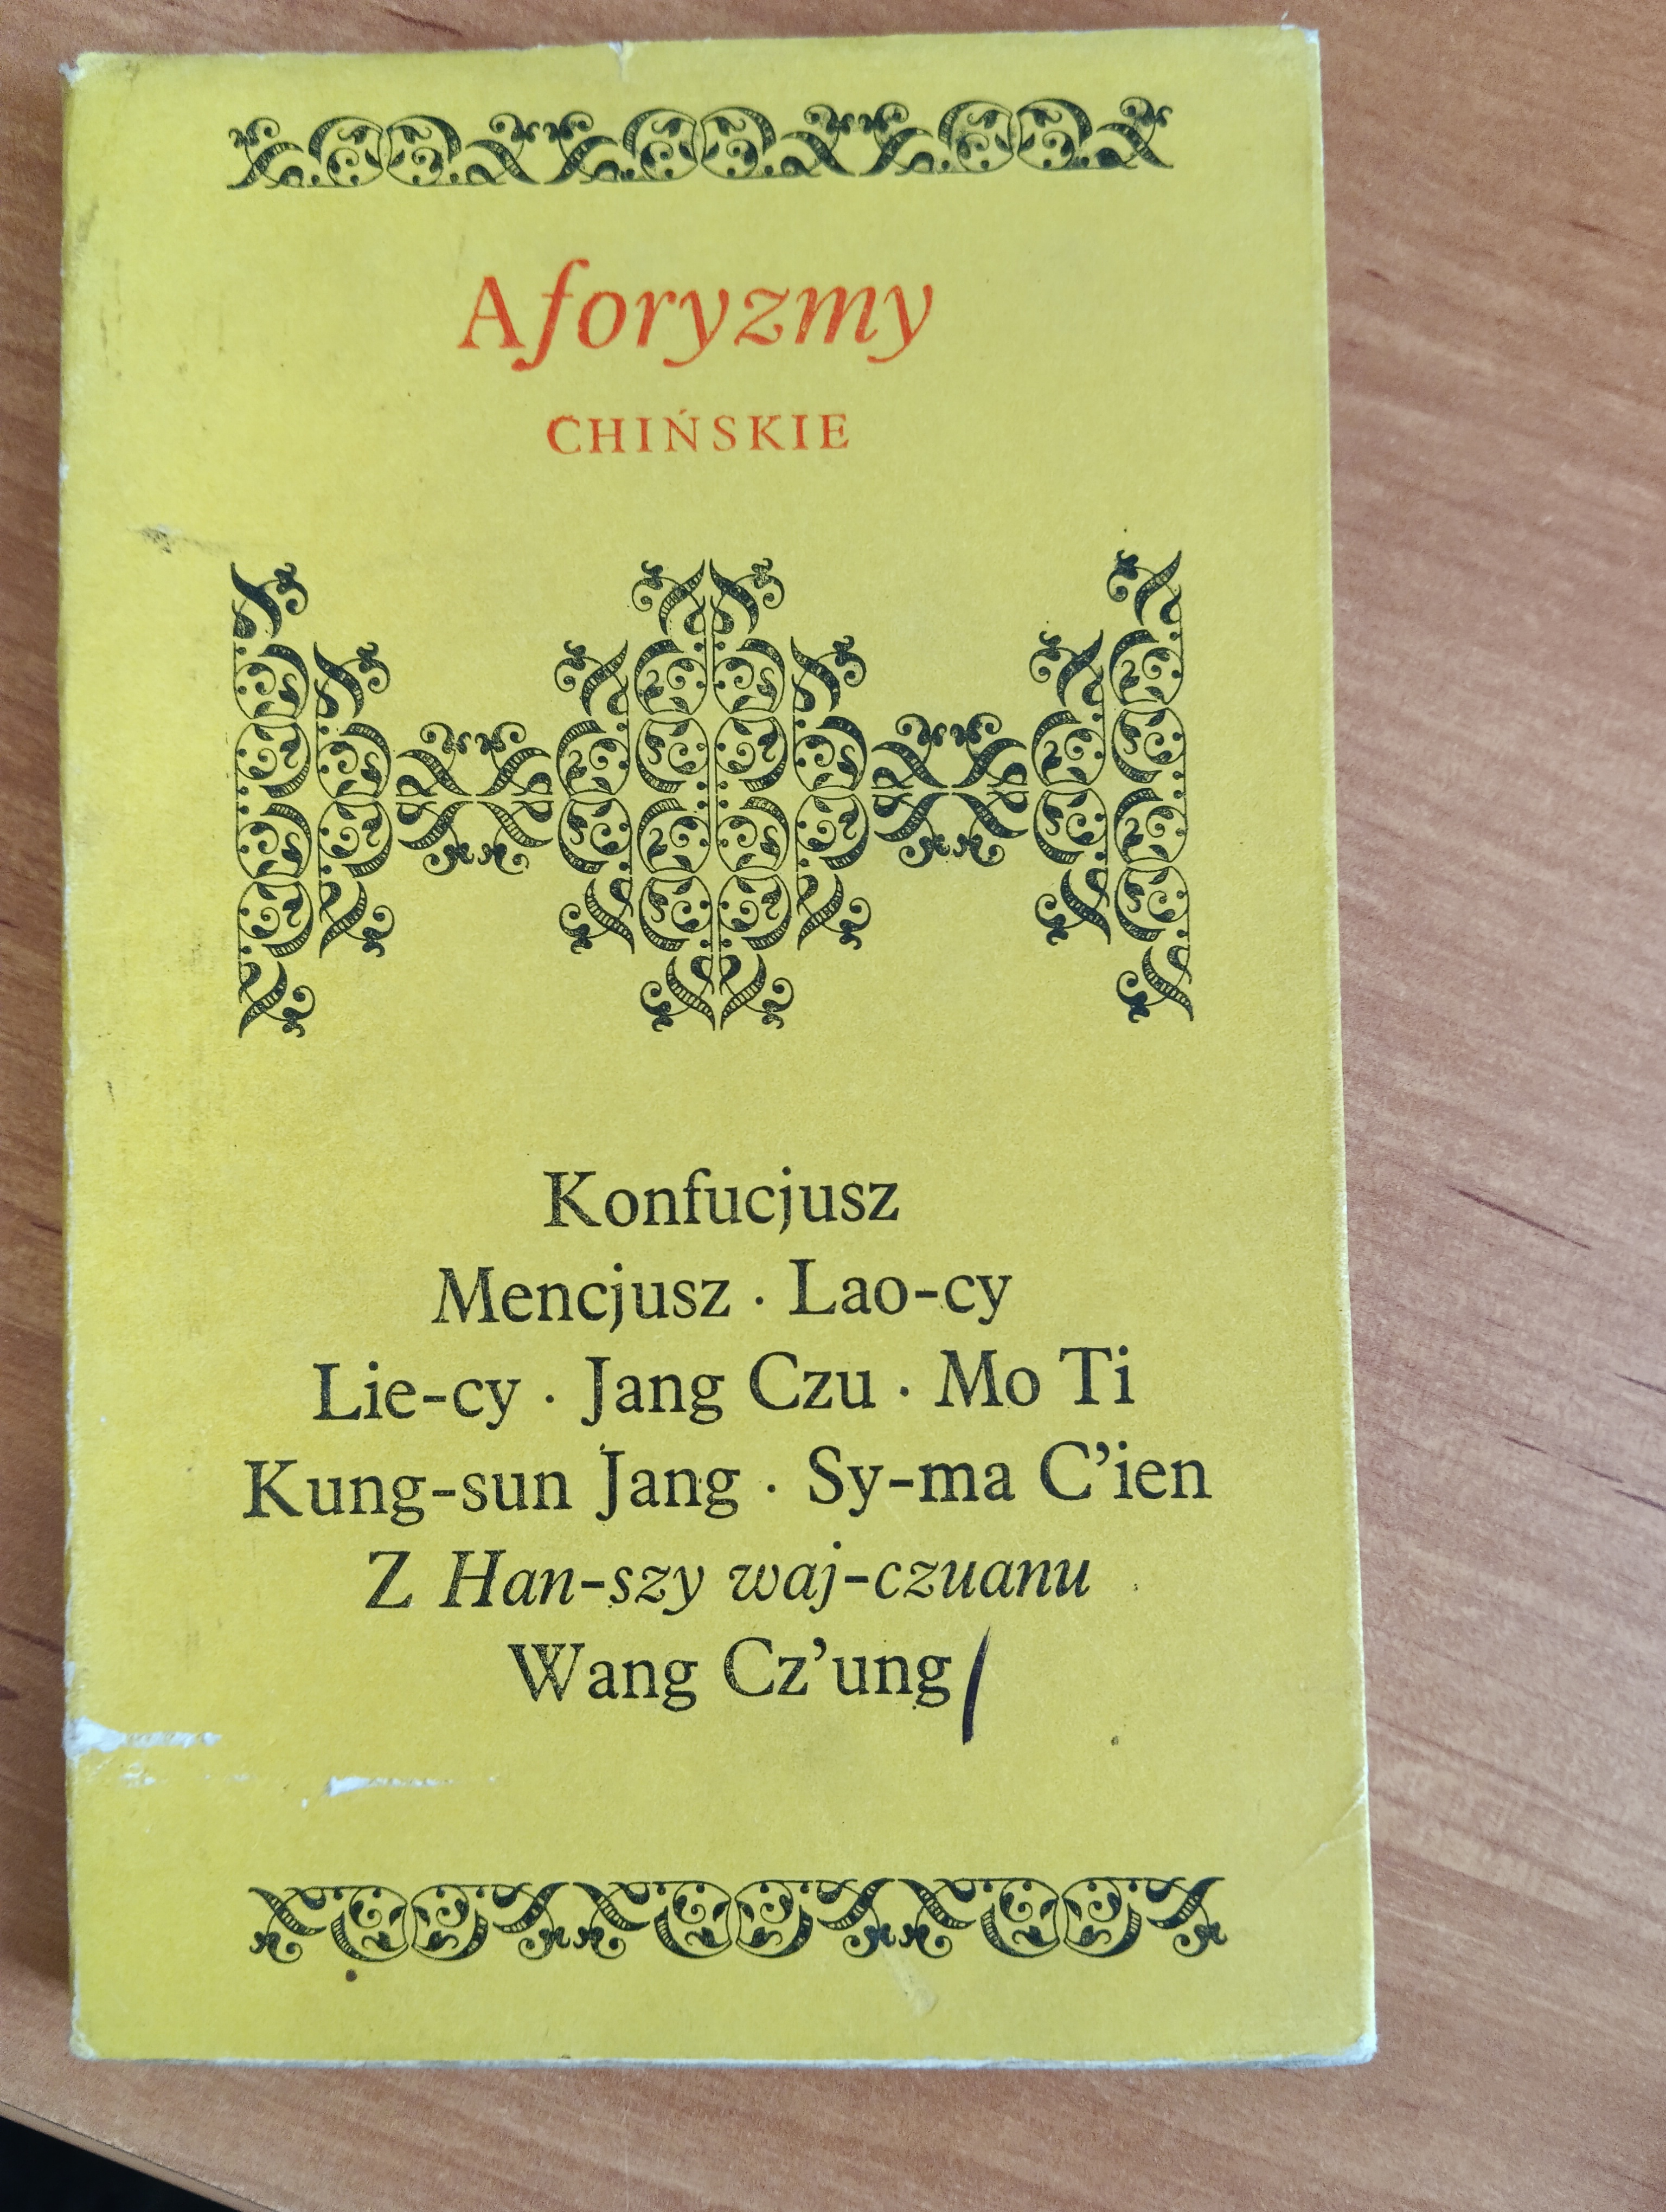 Aforyzmy
CHIŃSKIE
Konfucjusz
Mencjusz · Lao-cy
Lie-cy · Jang Czu · Mo Ti
Kung-sun Jang · Sy-ma C’ien
Z Han-szy waj-czuanu
Wang Cz’ung